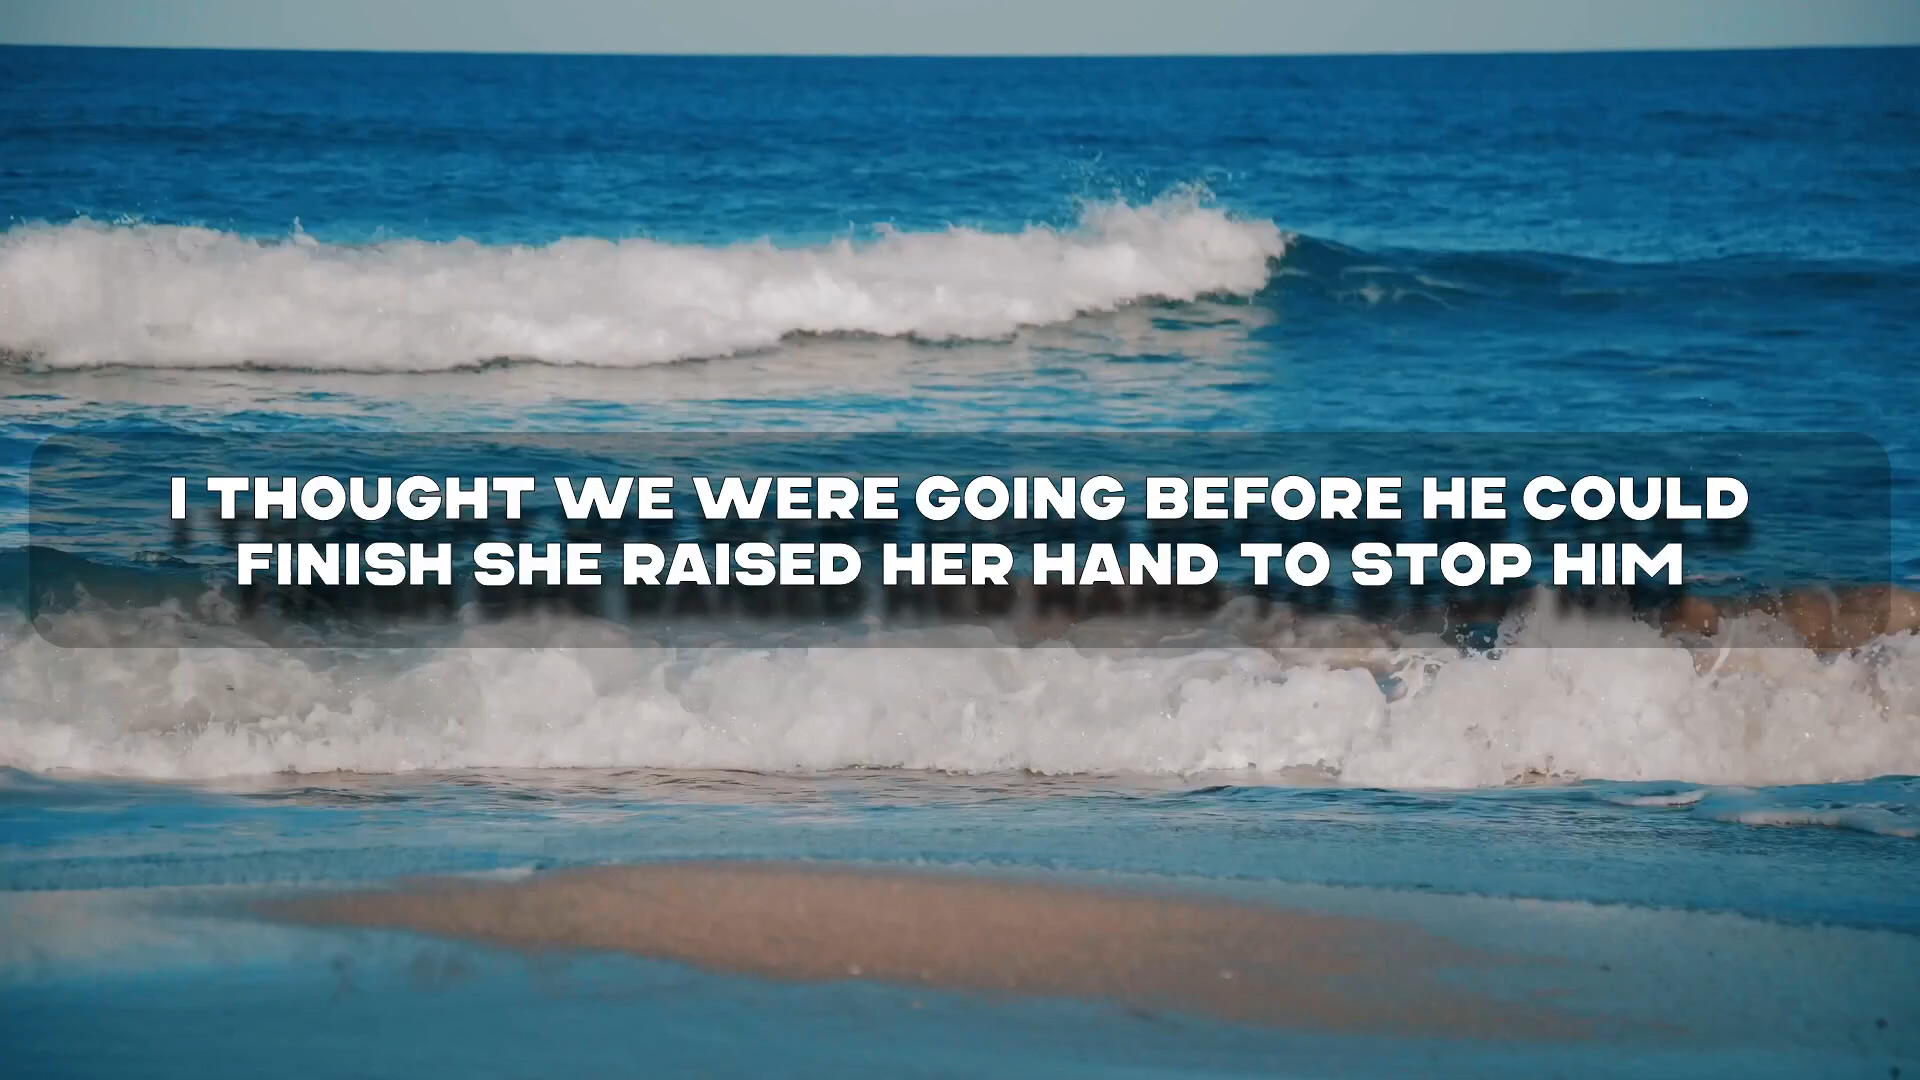 I THOUGHT WE WERE GOING BEFORE HE COULD
FINISH SHE RAISED HER HAND TO STOP HIM